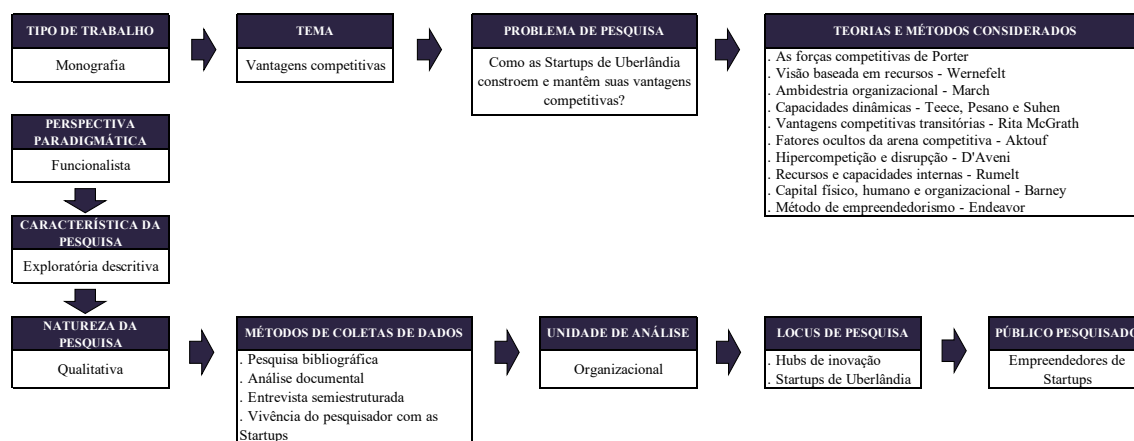 TIPO DE TRABALHO
Monografia
TEMA
Vantagens competitivas
PROBLEMA DE PESQUISA
Como as Startups de Uberlândia
constroem e mantêm suas vantagens
competitivas?
TEORIAS E MÉTODOS CONSIDERADOS
. As forças competitivas de Porter
. Visão baseada em recursos - Wernefelt
. Ambidestria organizacional - March
. Capacidades dinâmicas - Teece, Pesano e Suhen
. Vantagens competitivas transitórias - Rita McGrath
. Fatores ocultos da arena competitiva - Aktouf
. Hipercompetição e disrupção - D'Aveni
. Recursos e capacidades internas - Rumelt
. Capital físico, humano e organizacional - Barney
. Método de empreendedorismo - Endeavor
PERSPECTIVA
PARADIGMÁTICA
Funcionalista
CARACTERÍSTICA DA
PESQUISA
Exploratória descritiva
NATUREZA DA
PESQUISA
Qualitativa
MÉTODOS DE COLETAS DE DADOS
. Pesquisa bibliográfica
. Análise documental
. Entrevista semiestruturada
. Vivência do pesquisador com as
Startups
UNIDADE DE ANÁLISE
Organizacional
LOCUS DE PESQUISA
. Hubs de inovação
. Startups de Uberlândia
PÚBLICO PESQUISADO
Empreendedores de
Startups